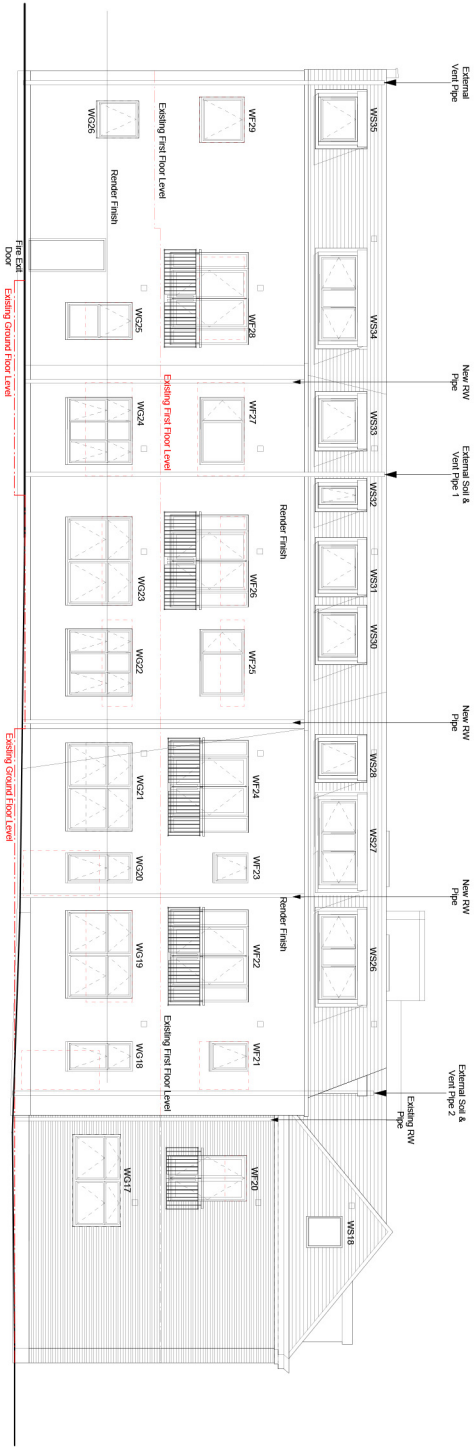 External
Vent Pipe
New RW
Pipe
External Soil &
Vent Pipe 1
New RW
Pipe
New RW
Pipe
External Soil &
Vent Pipe 2
Existing RW
Pipe
WS35
WS34
WS33
WS32
WS31
WS30
WS28
WS27
WS26
WS18
Render Finish
Render Finish
WF29
WF28
WF27
WF26
WF25
WF24
WF23
WF22
WF21
WF20
Existing First Floor Level
Existing First Floor Level
Existing First Floor Level
WG26
Render Finish
WG25
WG24
WG23
WG22
WG21
WG20
WG19
WG18
WG17
Fire Exit
Door
Existing Ground Floor Level
Existing Ground Floor Level